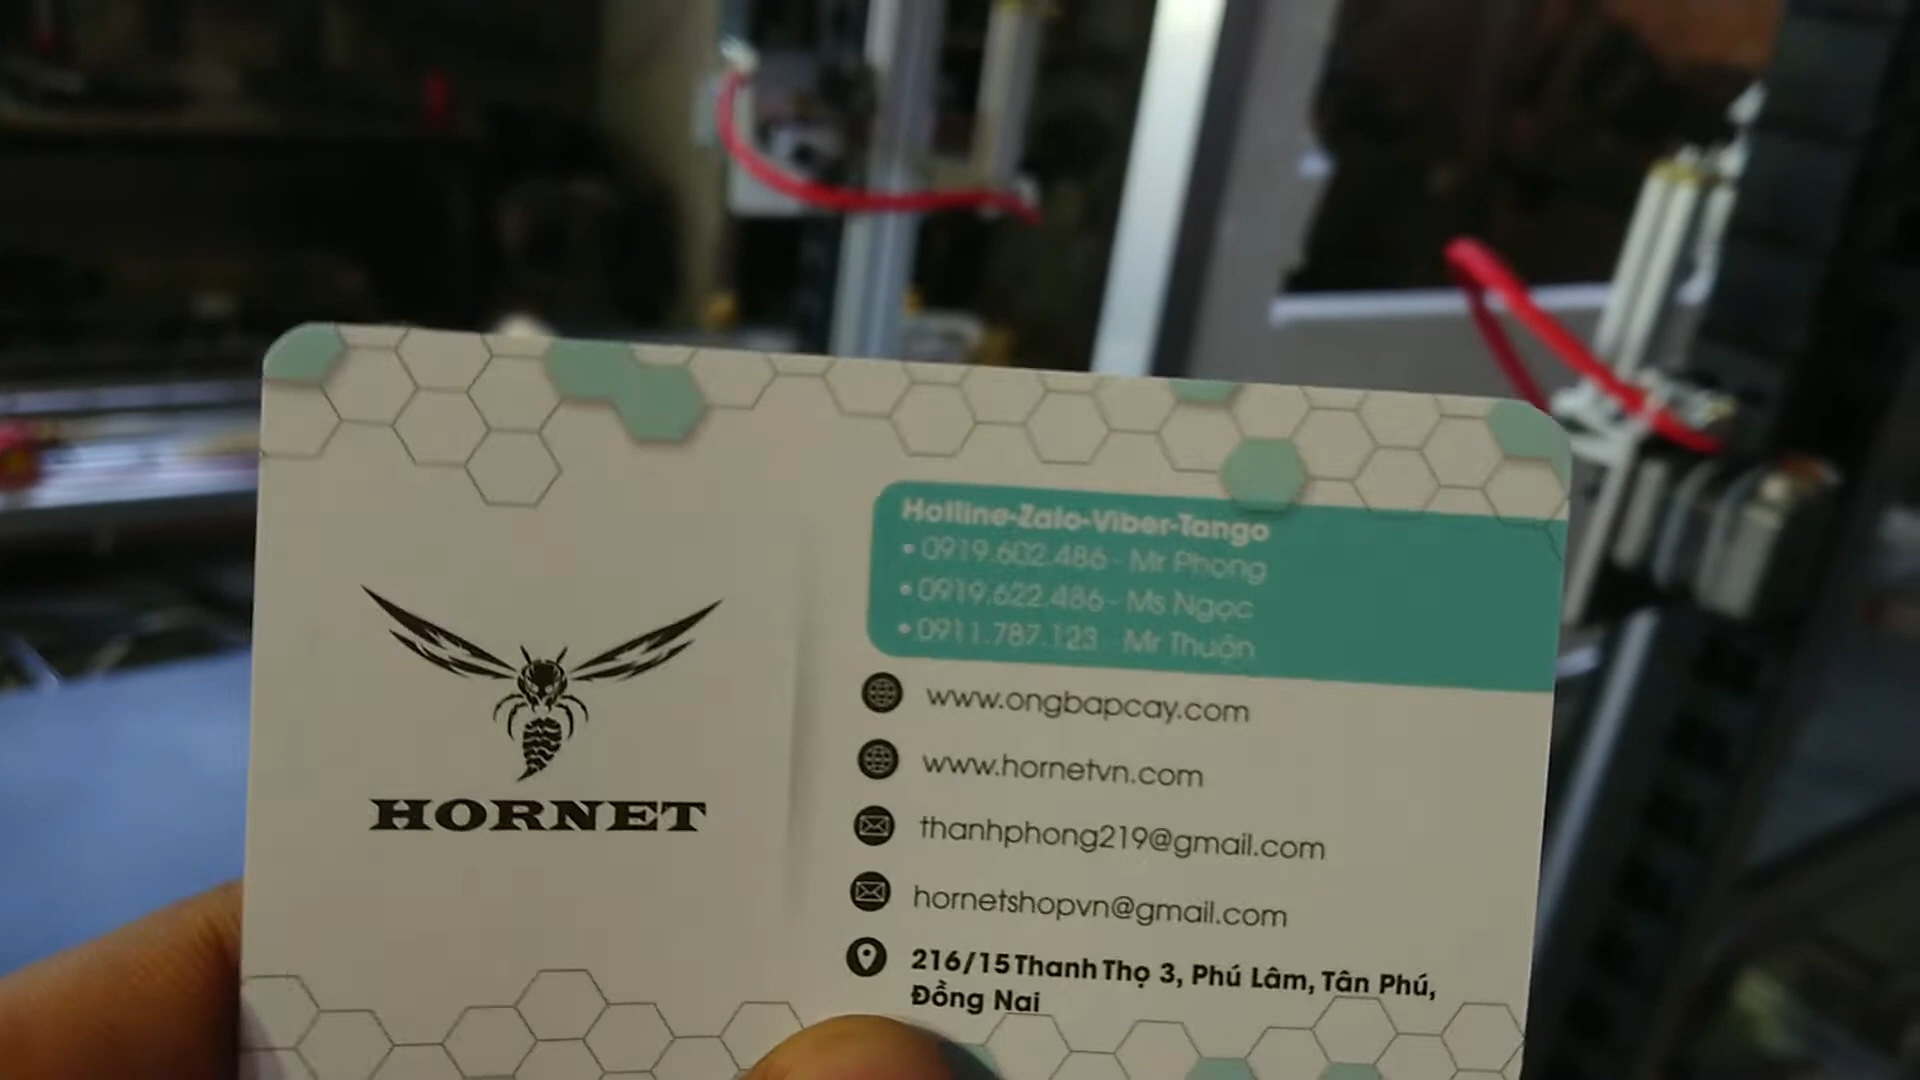 HORNET
Hotline-Zalo-Viber-Tango
• 0919.602.486 - Mr Phong
• 0919.622.486 - Ms Ngọc
• 0911.787.123 - Mr Thuận
www.ongbapcay.com
www.hornetvn.com
thanhphong219@gmail.com
hornetshopvn@gmail.com
216/15 Thanh Thọ 3, Phú Lâm, Tân Phú,
Đồng Nai